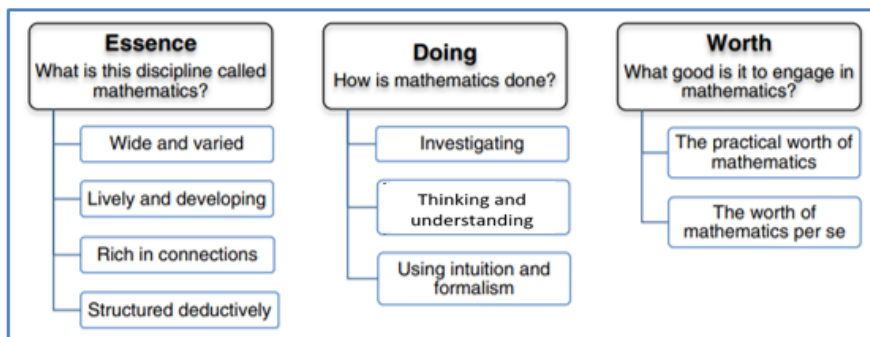 Essence
What is this discipline called
mathematics?
Wide and varied
Lively and developing
Rich in connections
Structured deductively
Doing
How is mathematics done?
Investigating
Thinking and
understanding
Using intuition and
formalism
Worth
What good is it to engage in
mathematics?
The practical worth of
mathematics
The worth of
mathematics per se